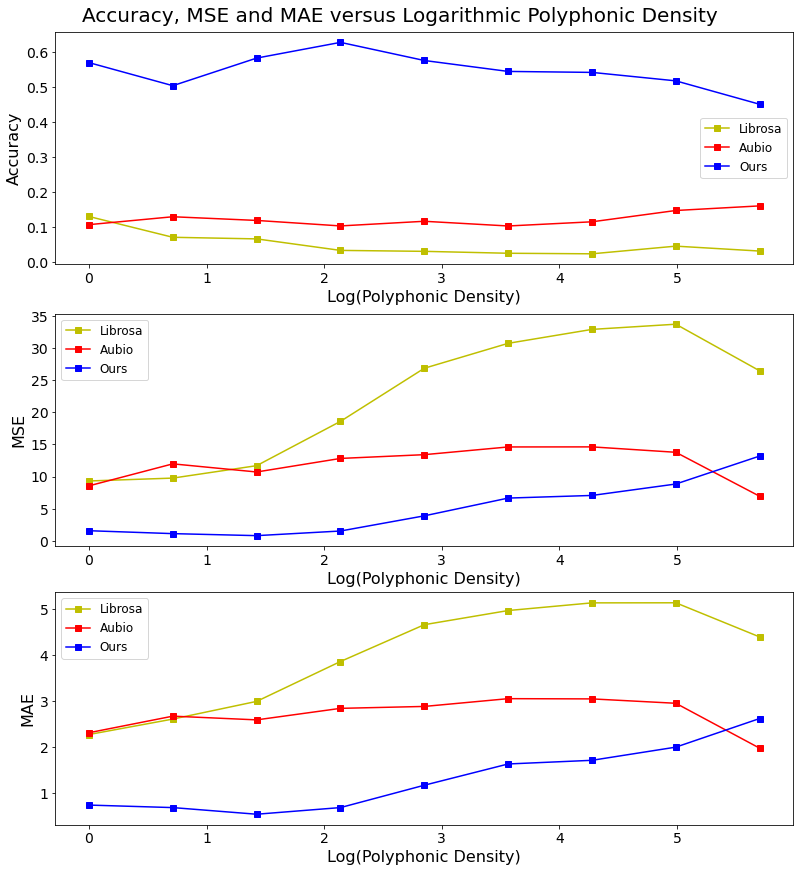 Accuracy, MSE and MAE versus Logarithmic Polyphonic Density
0.6
0.5
0.4
0.3
0.2
0.1
0.0
Accuracy
Librosa
Aubio
Ours
0 1 2 3 4 5
Log(Polyphonic Density)
35
30
25
20
15
10
5
0
MSE
Librosa
Aubio
Ours
0 1 2 3 4 5
Log(Polyphonic Density)
5
4
3
2
1
MAE
Librosa
Aubio
Ours
0 1 2 3 4 5
Log(Polyphonic Density)